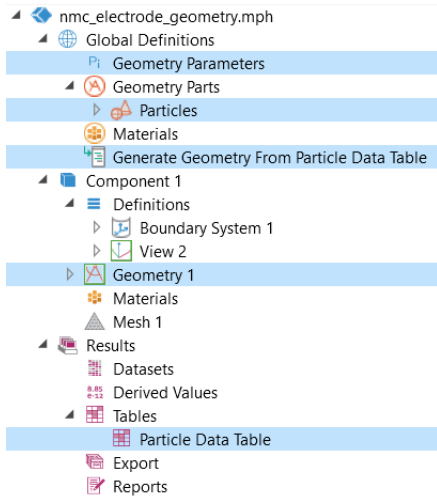 nmc_electrode_geometry.mph
Global Definitions
Pi Geometry Parameters
Geometry Parts
Particles
Materials
Generate Geometry From Particle Data Table
Component 1
Definitions
Boundary System 1
View 2
Geometry 1
Materials
Mesh 1
Results
Datasets
8.85 e-12 Derived Values
Tables
Particle Data Table
Export
Reports